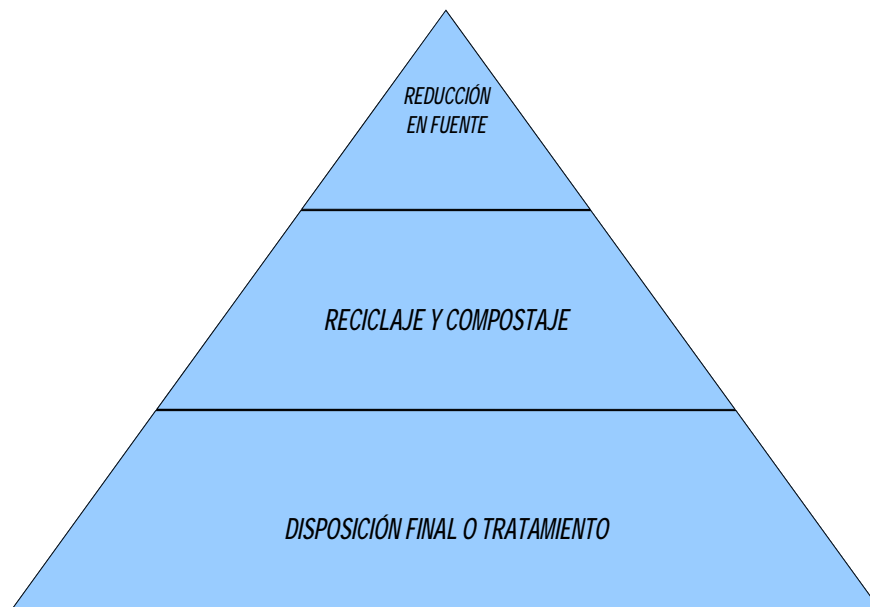 REDUCCIÓN
EN FUENTE
RECICLAJE Y COMPOSTAJE
DISPOSICIÓN FINAL O TRATAMIENTO